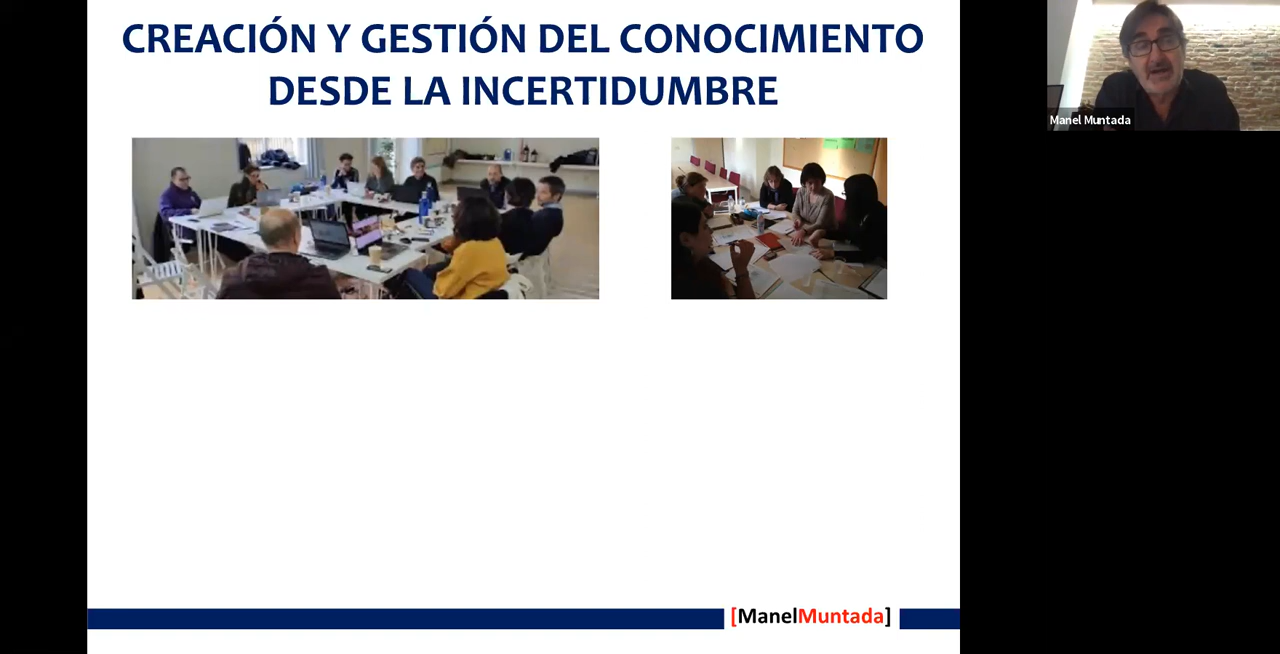 CREACIÓN Y GESTIÓN DEL CONOCIMIENTO
DESDE LA INCERTIDUMBRE
Manel Muntada
[ManelMuntada]